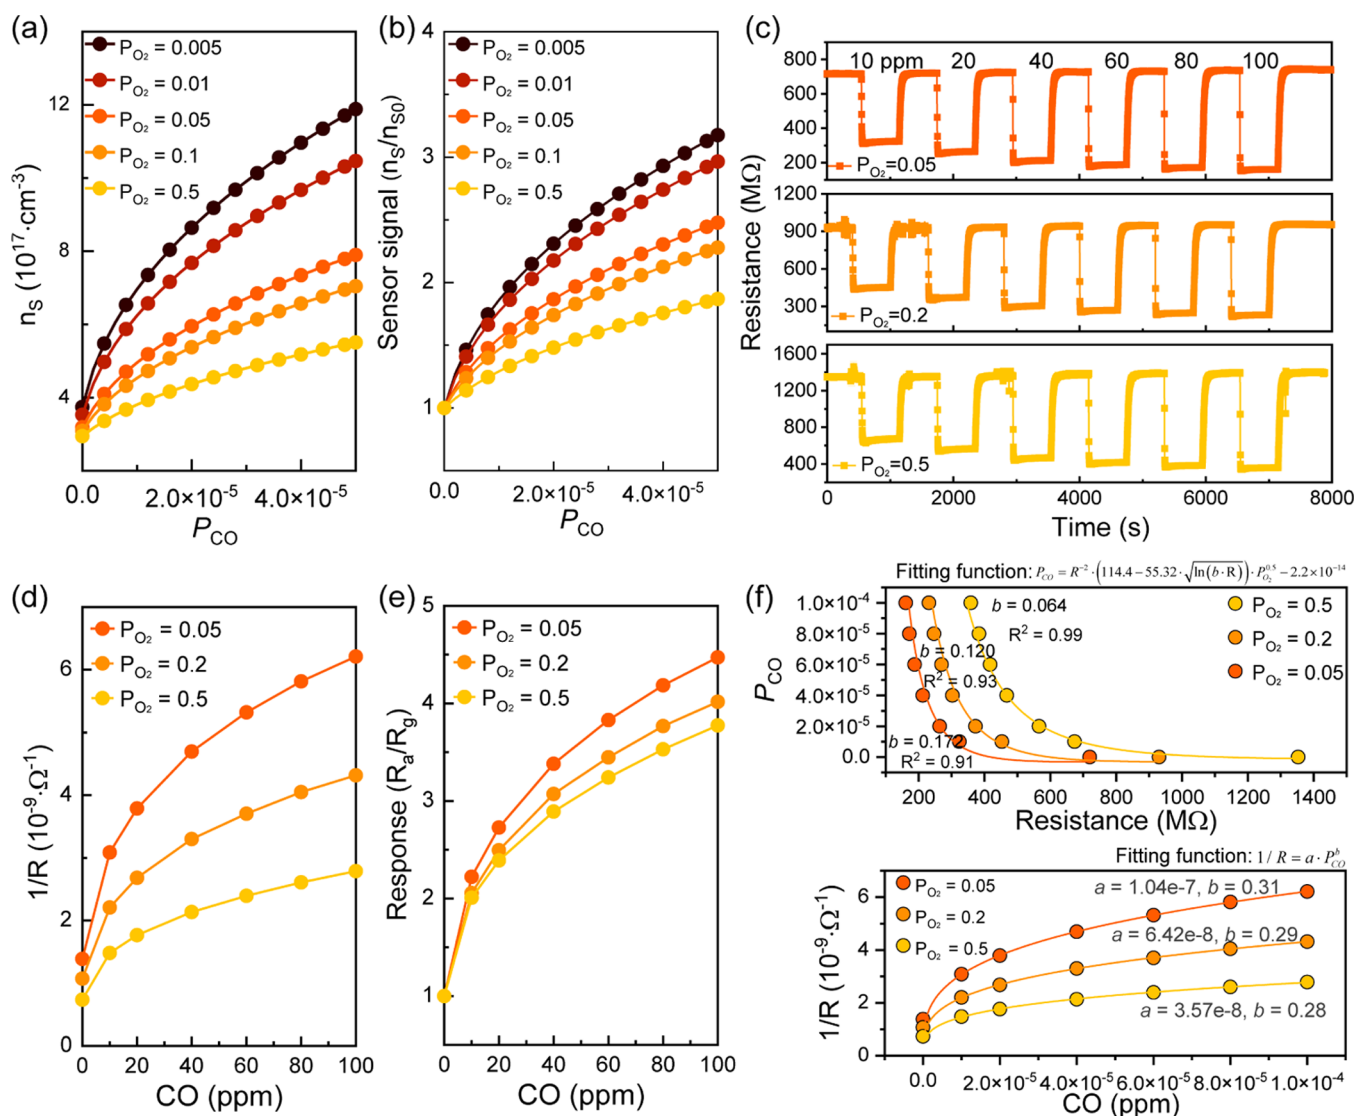 (a)
P_O₂ = 0.005
P_O₂ = 0.01
P_O₂ = 0.05
P_O₂ = 0.1
P_O₂ = 0.5
12
8
4
n_S (10¹⁷·cm⁻³)
0.0 2.0×10⁻⁵ 4.0×10⁻⁵
P_CO
(b)
P_O₂ = 0.005
P_O₂ = 0.01
P_O₂ = 0.05
P_O₂ = 0.1
P_O₂ = 0.5
4
3
2
1
Sensor signal (n_S/n_S0)
0.0 2.0×10⁻⁵ 4.0×10⁻⁵
P_CO
(c)
10 ppm 20 40 60 80 100
800
600
400
200
P_O₂=0.05
1200
900
600
300
P_O₂=0.2
1600
1200
800
400
P_O₂=0.5
Resistance (MΩ)
0 2000 4000 6000 8000
Time (s)
(d)
P_O₂ = 0.05
P_O₂ = 0.2
P_O₂ = 0.5
6
4
2
0
1/R (10⁻⁹·Ω⁻¹)
0 20 40 60 80 100
CO (ppm)
(e)
P_O₂ = 0.05
P_O₂ = 0.2
P_O₂ = 0.5
5
4
3
2
1
Response (R_a/R_g)
0 20 40 60 80 100
CO (ppm)
Fitting function: P_CO = R⁻²·(114.4−55.32·√ln(b·R))·P_O₂^0.5−2.2×10⁻¹⁴
(f)
1.0×10⁻⁴
8.0×10⁻⁵
6.0×10⁻⁵
4.0×10⁻⁵
2.0×10⁻⁵
0.0
P_CO
b = 0.064
R² = 0.99
b = 0.120
R² = 0.93
R² = 0.91
P_O₂ = 0.5
P_O₂ = 0.2
P_O₂ = 0.05
200 400 600 800 1000 1200 1400
Resistance (MΩ)
Fitting function: 1 / R = a · P_CO^b
P_O₂ = 0.05
P_O₂ = 0.2
P_O₂ = 0.5
a = 1.04e-7, b = 0.31
a = 6.42e-8, b = 0.29
a = 3.57e-8, b = 0.28
6
4
2
0
1/R (10⁻⁹·Ω⁻¹)
0.0 2.0×10⁻⁵ 4.0×10⁻⁵ 6.0×10⁻⁵ 8.0×10⁻⁵ 1.0×10⁻⁴
CO (ppm)